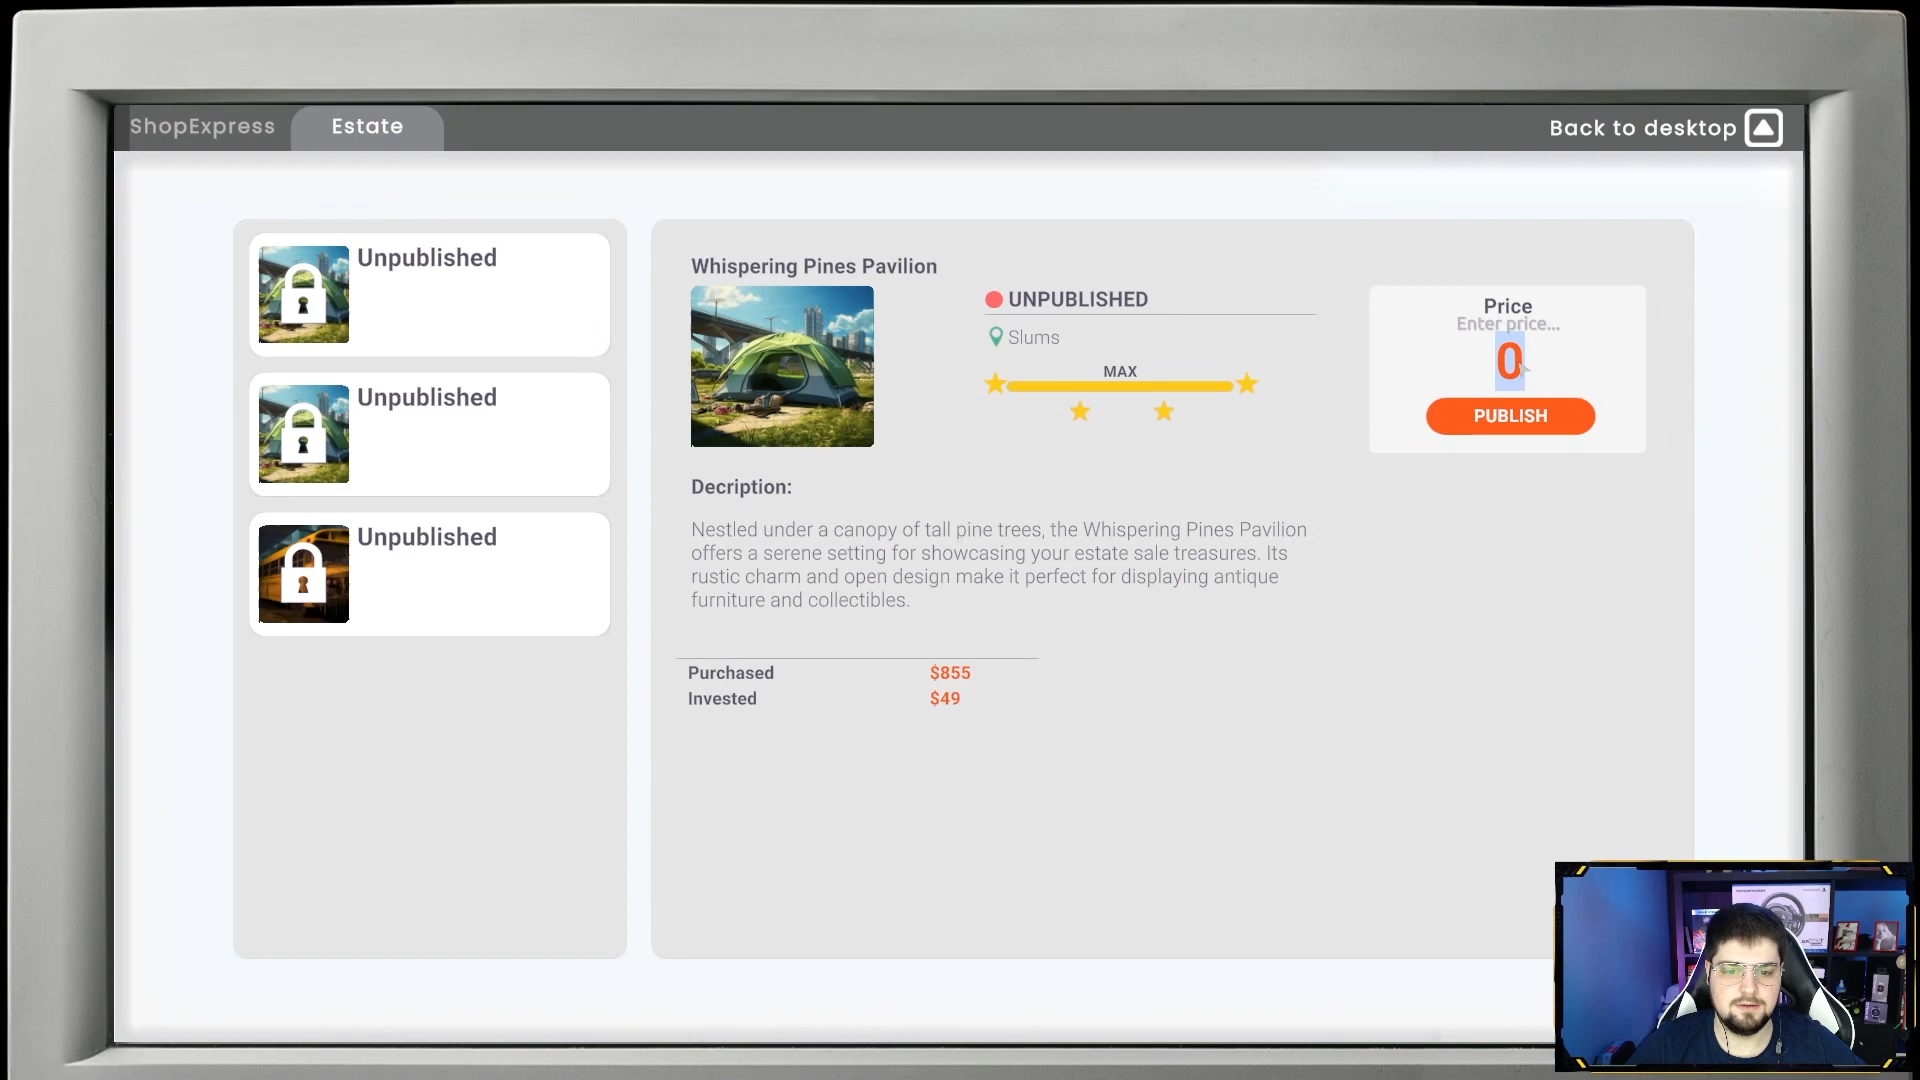 ShopExpress
Estate
Back to desktop
Unpublished
Unpublished
Unpublished
Whispering Pines Pavilion
UNPUBLISHED
Slums
MAX
Price
Enter price...
0
PUBLISH
Decription:
Nestled under a canopy of tall pine trees, the Whispering Pines Pavilion
offers a serene setting for showcasing your estate sale treasures. Its
rustic charm and open design make it perfect for displaying antique
furniture and collectibles.
Purchased $855
Invested $49